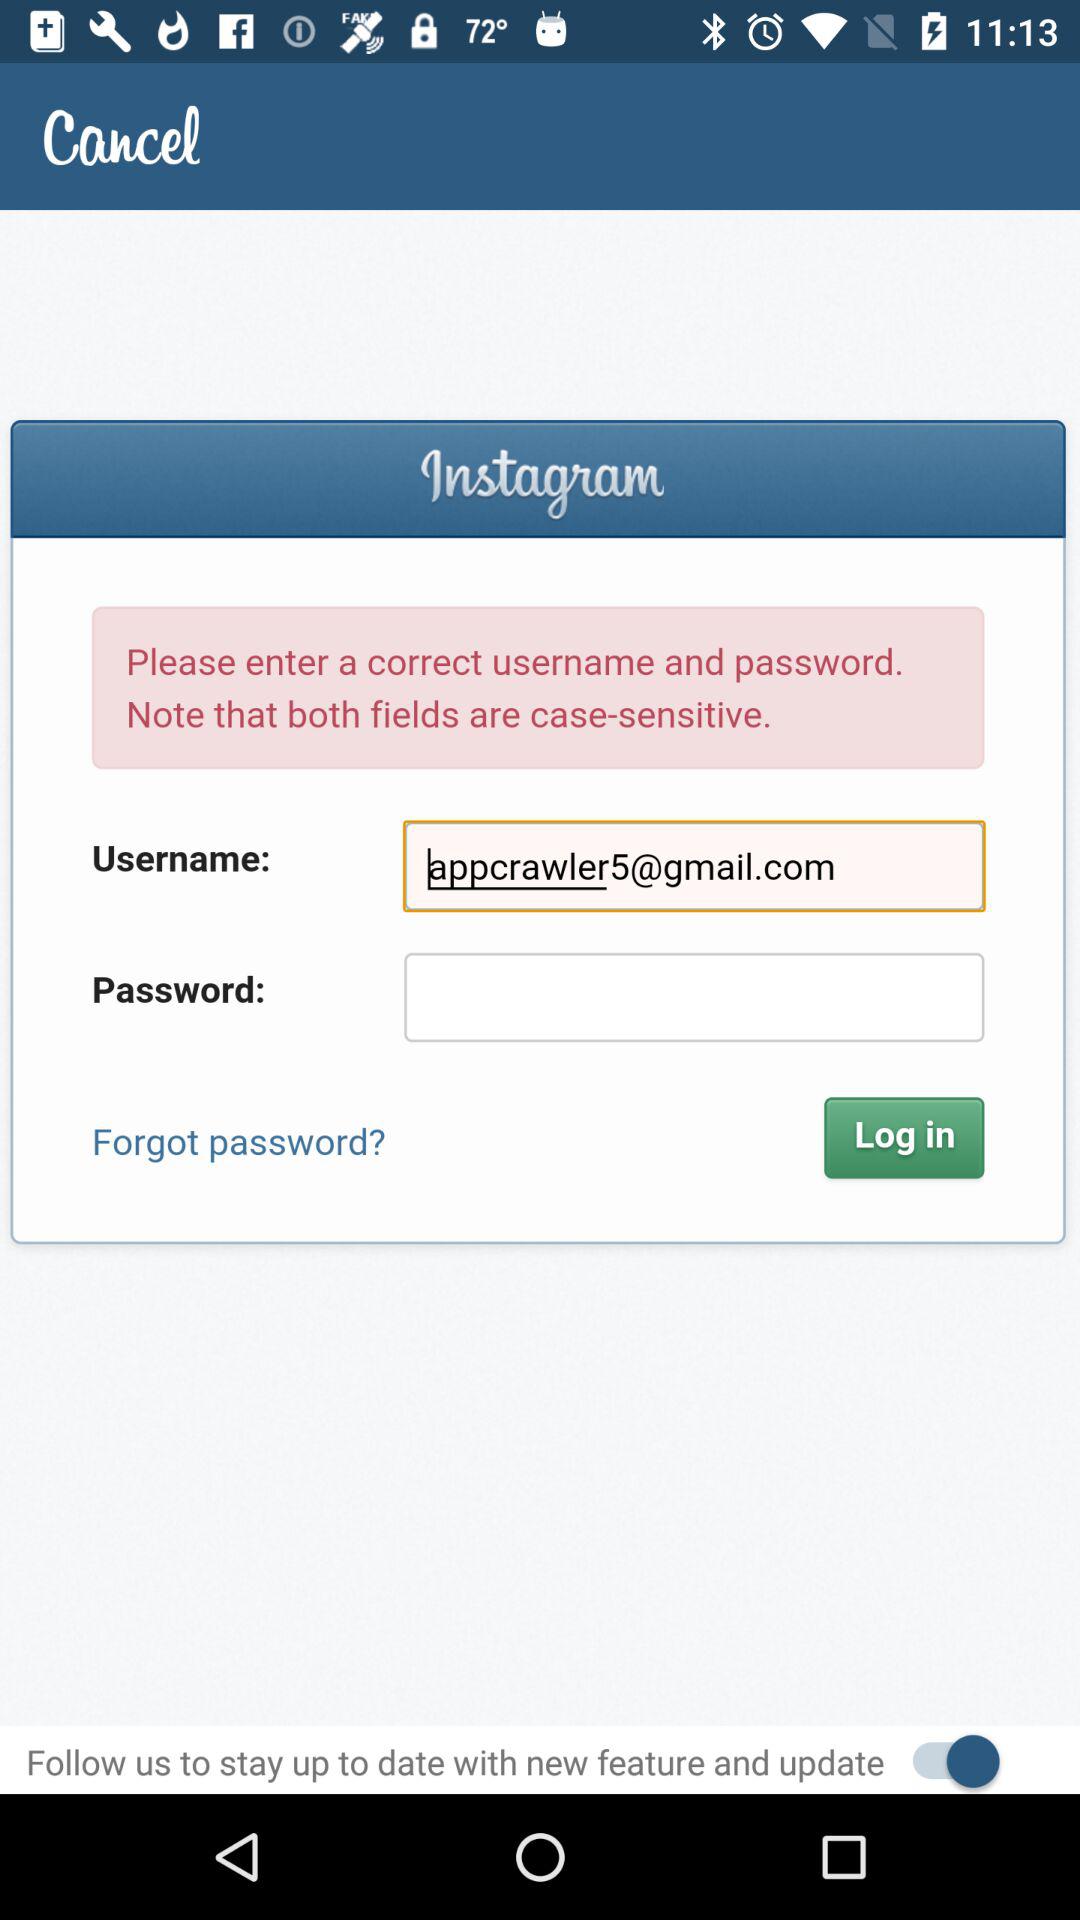 FAKE 72° 11:13
Cancel
Instagram
Please enter a correct username and password.
Note that both fields are case-sensitive.
Username: appcrawler5@gmail.com
Password:
Forgot password? Log in
Follow us to stay up to date with new feature and update